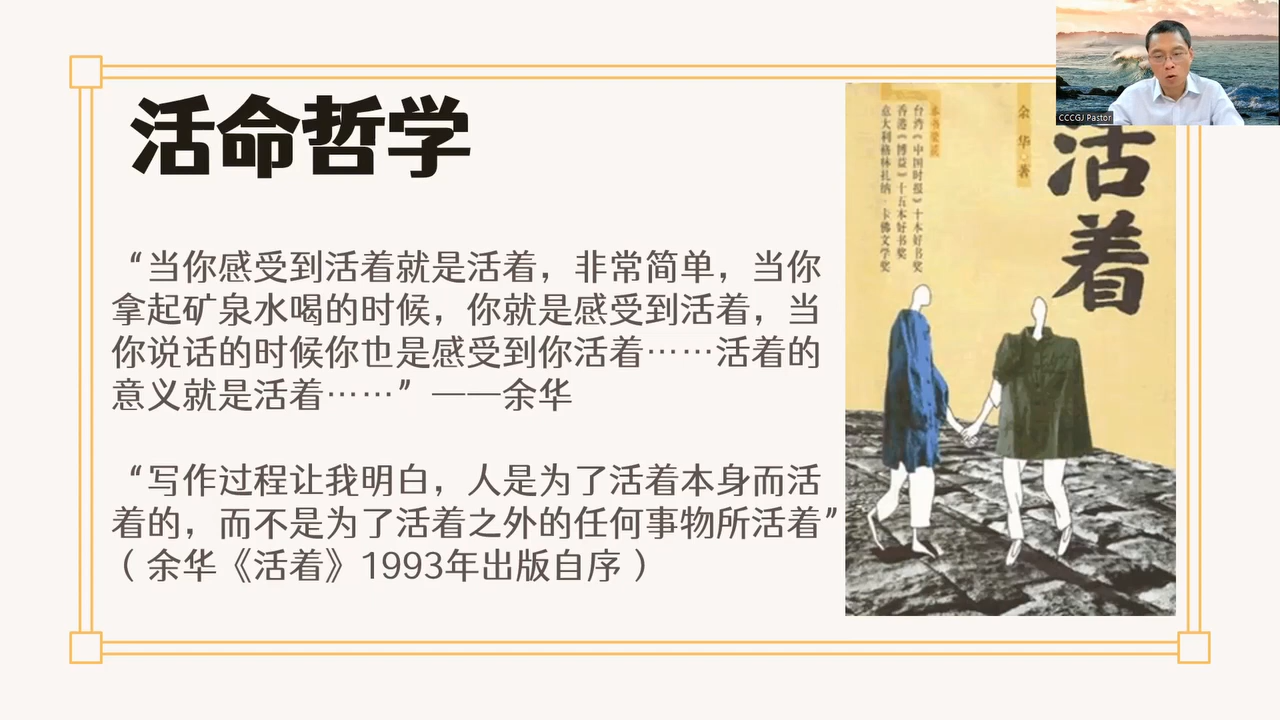 活命哲学
“当你感受到活着就是活着，非常简单，当你
拿起矿泉水喝的时候，你就是感受到活着，当
你说话的时候你也是感受到你活着……活着的
意义就是活着……”——余华
“写作过程让我明白，人是为了活着本身而活
着的，而不是为了活着之外的任何事物所活着”
（余华《活着》1993年出版自序）
本书荣获
台湾《中国时报》十本好书奖
香港《博益》十五本好书奖
意大利格林扎纳·卡佛文学奖
余华 著
活着
CCCGJ Pastor